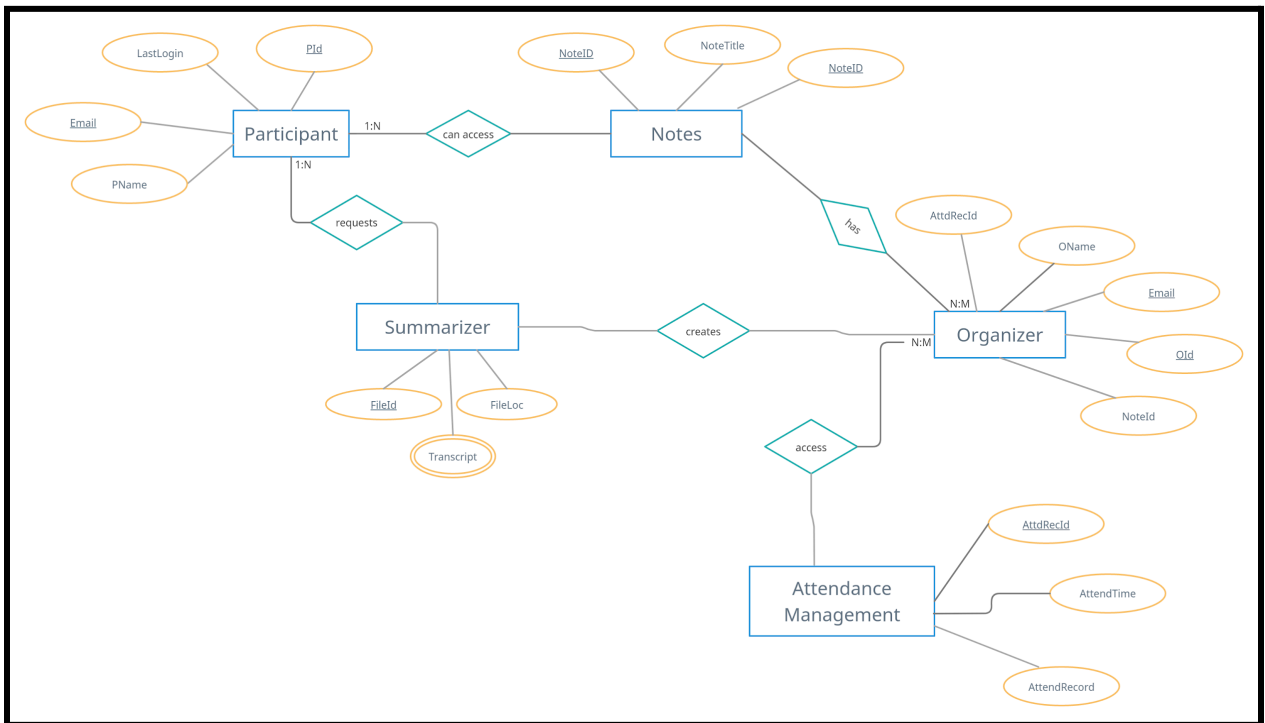 LastLogin
PId
NoteID
NoteTitle
NoteID
Email
Participant
1:N
can access
Notes
1:N
PName
requests
has
AttdRecId
OName
Email
N:M
Summarizer
creates
Organizer
N:M
OId
FileId
FileLoc
NoteId
Transcript
access
AttdRecId
Attendance
Management
AttendTime
AttendRecord